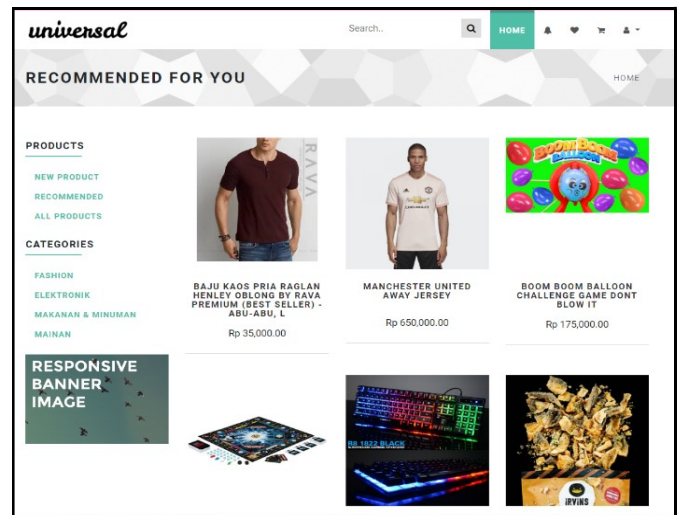 universal
Search..
HOME
RECOMMENDED FOR YOU
HOME
PRODUCTS
NEW PRODUCT
RECOMMENDED
ALL PRODUCTS
CATEGORIES
FASHION
ELEKTRONIK
MAKANAN & MINUMAN
MAINAN
RESPONSIVE
BANNER
IMAGE
RAVA
BAJU KAOS PRIA RAGLAN
HENLEY OBLONG BY RAVA
PREMIUM (BEST SELLER) -
ABU-ABU, L
Rp 35,000.00
MANCHESTER UNITED
AWAY JERSEY
Rp 650,000.00
BOOM BOOM
BALLOON
BOOM BOOM BALLOON
CHALLENGE GAME DONT
BLOW IT
Rp 175,000.00
R8 1822 BLACK
IRVINS